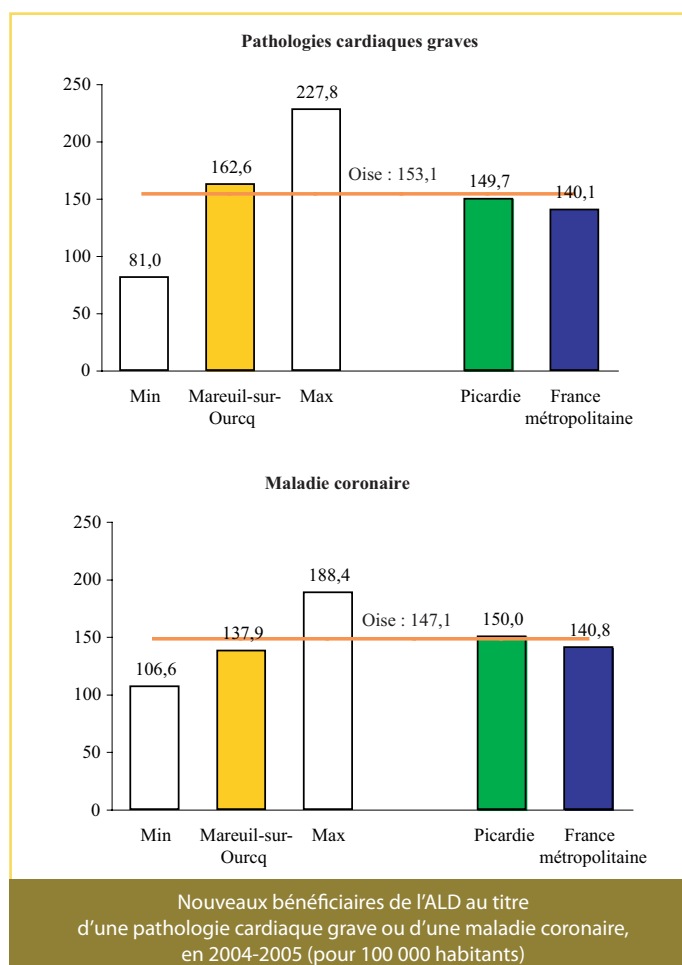 Pathologies cardiaques graves
250
227,8
200
162,6
Oise : 153,1
149,7
140,1
150
100
81,0
50
0
Min
Mareuil-sur-
Ourcq
Max
Picardie
France
métropolitaine
Maladie coronaire
250
200
188,4
150
137,9
Oise : 147,1
150,0
140,8
106,6
100
50
0
Min
Mareuil-sur-
Ourcq
Max
Picardie
France
métropolitaine
Nouveaux bénéficiaires de l’ALD au titre
d’une pathologie cardiaque grave ou d’une maladie coronaire,
en 2004-2005 (pour 100 000 habitants)